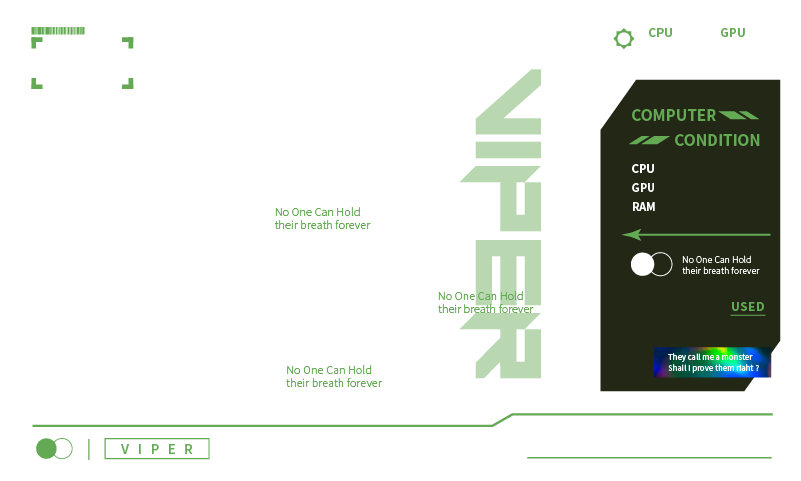 CPU
GPU
VIPER
COMPUTER
CONDITION
CPU
GPU
RAM
No One Can Hold
their breath forever
No One Can Hold
their breath forever
No One Can Hold
their breath forever
USED
They call me a monster
Shall I prove them right ?
No One Can Hold
their breath forever
VIPER